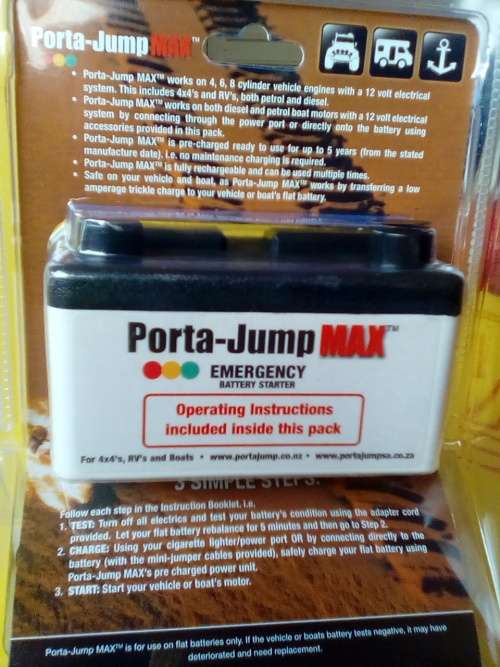 Porta-Jump MAX™
• Porta-Jump MAX™ works on 4, 6, 8 cylinder vehicle engines with a 12 volt electrical
system. This includes 4x4's and RV's, both petrol and diesel.
• Porta-Jump MAX™ works on both diesel and petrol boat motors with a 12 volt electrical
system by connecting through the power port or directly onto the battery using
accessories provided in this pack.
• Porta-Jump MAX™ is pre-charged ready to use for up to 5 years (from the stated
manufacture date). i.e. no maintenance charging is required.
• Porta-Jump MAX™ is fully rechargeable and can be used multiple times.
• Safe on your vehicle and boat, as Porta-Jump MAX™ works by transferring a low
amperage trickle charge to your vehicle or boat's flat battery.
Porta-Jump MAX™
EMERGENCY
BATTERY STARTER
Operating Instructions
included inside this pack
For 4x4's, RV's and Boats • www.portajump.co.nz • www.portajumpsa.co.za
3 SIMPLE STEPS:
Follow each step in the Instruction Booklet. i.e.
1. TEST: Turn off all electrics and test your battery's condition using the adapter cord
provided. Let your flat battery rebalance for 5 minutes and then go to Step 2.
2. CHARGE: Using your cigarette lighter/power port OR by connecting directly to the
battery (with the mini-jumper cables provided), safely charge your flat battery using
Porta-Jump MAX's pre charged power unit.
3. START: Start your vehicle or boat's motor.
Porta-Jump MAX™ is for use on flat batteries only. If the vehicle or boats battery tests negative, it may have
deteriorated and need replacement.